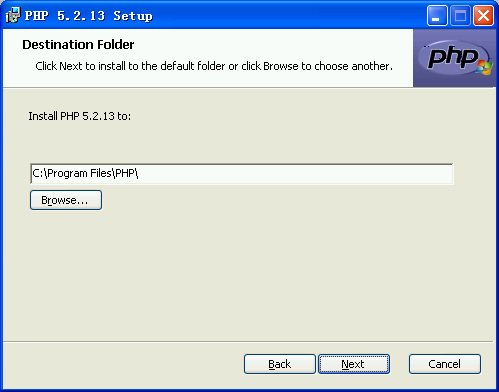 PHP 5.2.13 Setup
Destination Folder
Click Next to install to the default folder or click Browse to choose another.
php
Install PHP 5.2.13 to:
C:\Program Files\PHP\
Browse...
Back
Next
Cancel